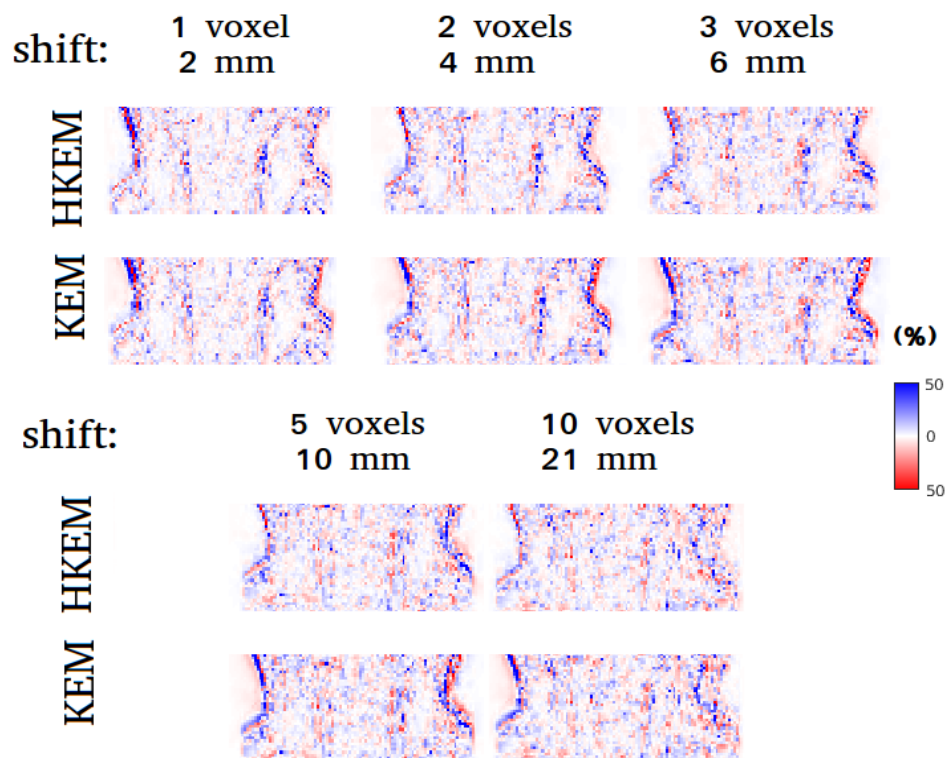 shift:
1 voxel
2 mm
2 voxels
4 mm
3 voxels
6 mm
HKEM
KEM
(%)
50
0
50
shift:
5 voxels
10 mm
10 voxels
21 mm
HKEM
KEM